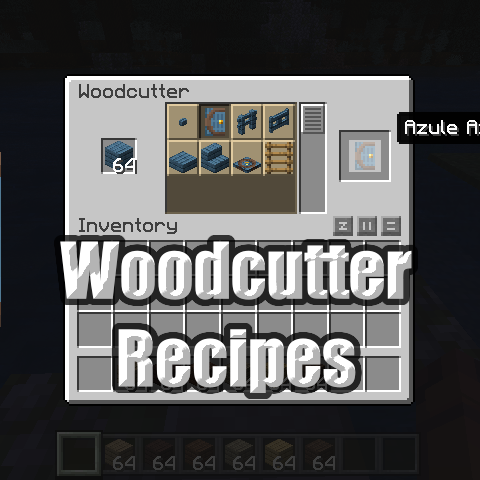 Woodcutter
Azule
64
Inventory
Woodcutter
Recipes
64 64 64 64 64 64